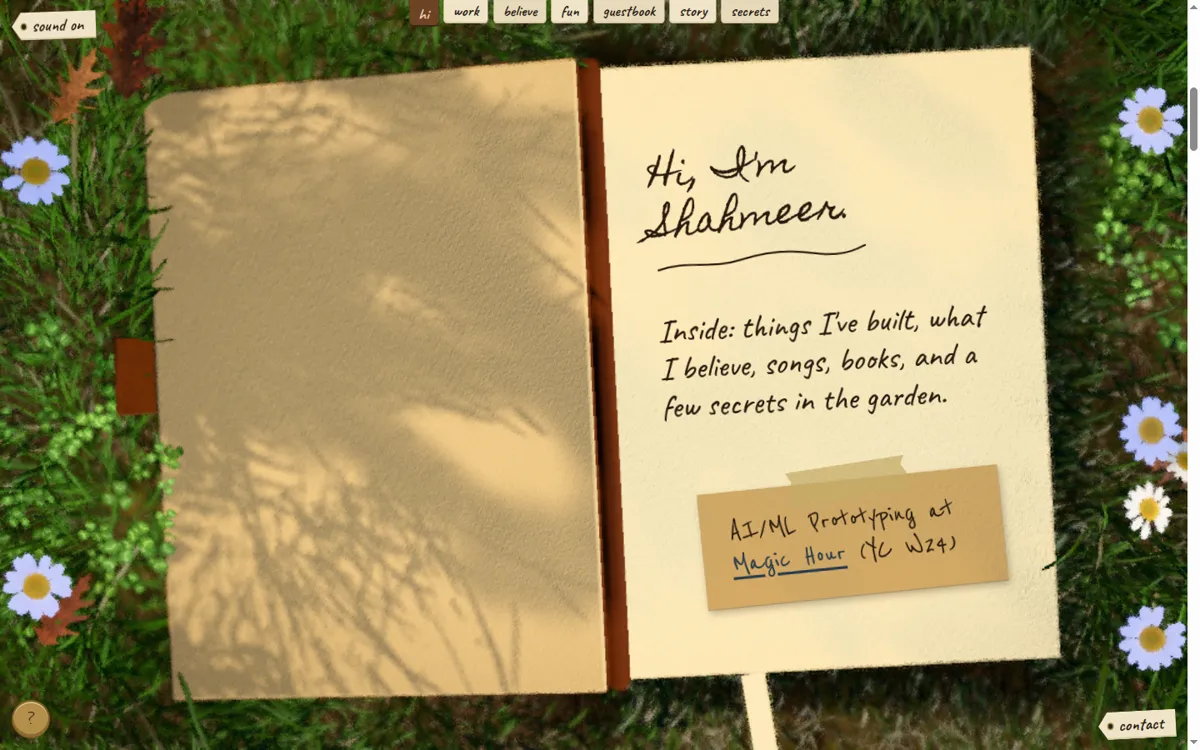 sound on
hi
work
believe
fun
guestbook
story
secrets
Hi, I'm
Shahmeer.
Inside: things I've built, what
I believe, songs, books, and a
few secrets in the garden.
AI/ML Prototyping at
Magic Hour (YC W24)
?
contact